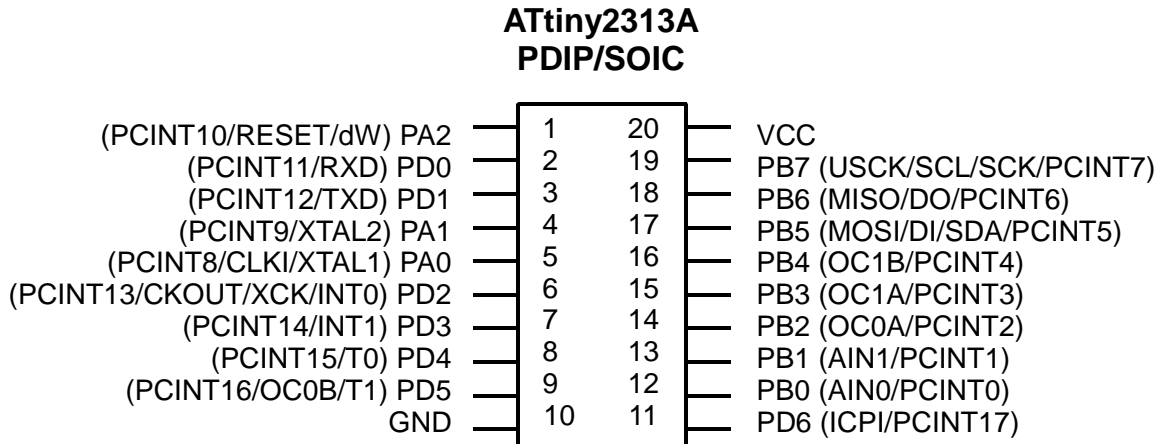 ATtiny2313A
PDIP/SOIC
(PCINT10/RESET/dW) PA2 1 20 VCC
(PCINT11/RXD) PD0 2 19 PB7 (USCK/SCL/SCK/PCINT7)
(PCINT12/TXD) PD1 3 18 PB6 (MISO/DO/PCINT6)
(PCINT9/XTAL2) PA1 4 17 PB5 (MOSI/DI/SDA/PCINT5)
(PCINT8/CLKI/XTAL1) PA0 5 16 PB4 (OC1B/PCINT4)
(PCINT13/CKOUT/XCK/INT0) PD2 6 15 PB3 (OC1A/PCINT3)
(PCINT14/INT1) PD3 7 14 PB2 (OC0A/PCINT2)
(PCINT15/T0) PD4 8 13 PB1 (AIN1/PCINT1)
(PCINT16/OC0B/T1) PD5 9 12 PB0 (AIN0/PCINT0)
GND 10 11 PD6 (ICPI/PCINT17)